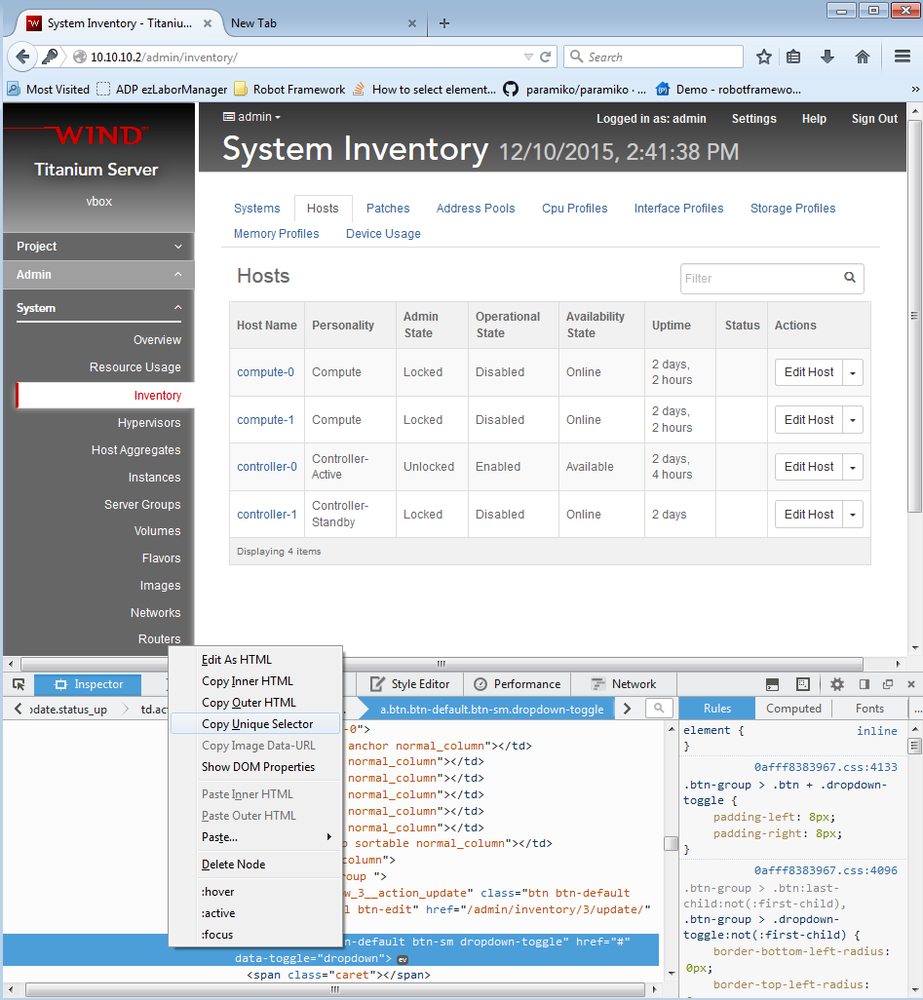 System Inventory - Titaniu...
New Tab
10.10.10.2/admin/inventory/
Search
Most Visited
ADP ezLaborManager
Robot Framework
How to select element...
paramiko/paramiko · ...
Demo - robotframewo...
WIND
Titanium Server
vbox
admin
Logged in as: admin
Settings
Help
Sign Out
System Inventory 12/10/2015, 2:41:38 PM
Project
Admin
System
Overview
Resource Usage
Inventory
Hypervisors
Host Aggregates
Instances
Server Groups
Volumes
Flavors
Images
Networks
Routers
Systems
Hosts
Patches
Address Pools
Cpu Profiles
Interface Profiles
Storage Profiles
Memory Profiles
Device Usage
Hosts
Filter
Host Name
Personality
Admin
State
Operational
State
Availability
State
Uptime
Status
Actions
compute-0
Compute
Locked
Disabled
Online
2 days,
2 hours
Edit Host
compute-1
Compute
Locked
Disabled
Online
2 days,
2 hours
Edit Host
controller-0
Controller-
Active
Unlocked
Enabled
Available
2 days,
4 hours
Edit Host
controller-1
Controller-
Standby
Locked
Disabled
Online
2 days
Edit Host
Displaying 4 items
Inspector
Style Editor
Performance
Network
odate.status_up
td.ac
a.btn.btn-default.btn-sm.dropdown-toggle
Edit As HTML
Copy Inner HTML
Copy Outer HTML
Copy Unique Selector
Copy Image Data-URL
Show DOM Properties
Paste Inner HTML
Paste Outer HTML
Paste...
Delete Node
:hover
:active
:focus
-0">
anchor normal_column"></td>
normal_column"></td>
normal_column"></td>
normal_column"></td>
normal_column"></td>
normal_column"></td>
o sortable normal_column"></td>
column">
group ">
w_3__action_update" class="btn btn-default
l btn-edit" href="/admin/inventory/3/update/"
n-default btn-sm dropdown-toggle" href="#"
data-toggle="dropdown"> ev
<span class="caret"></span>
Rules
Computed
Fonts
...
element {
inline
}
0afff8383967.css:4133
.btn-group > .btn + .dropdown-
toggle {
padding-left: 8px;
padding-right: 8px;
}
0afff8383967.css:4096
.btn-group > .btn:last-
child:not(:first-child),
.btn-group > .dropdown-
toggle:not(:first-child) {
border-bottom-left-radius:
0px;
border-top-left-radius: